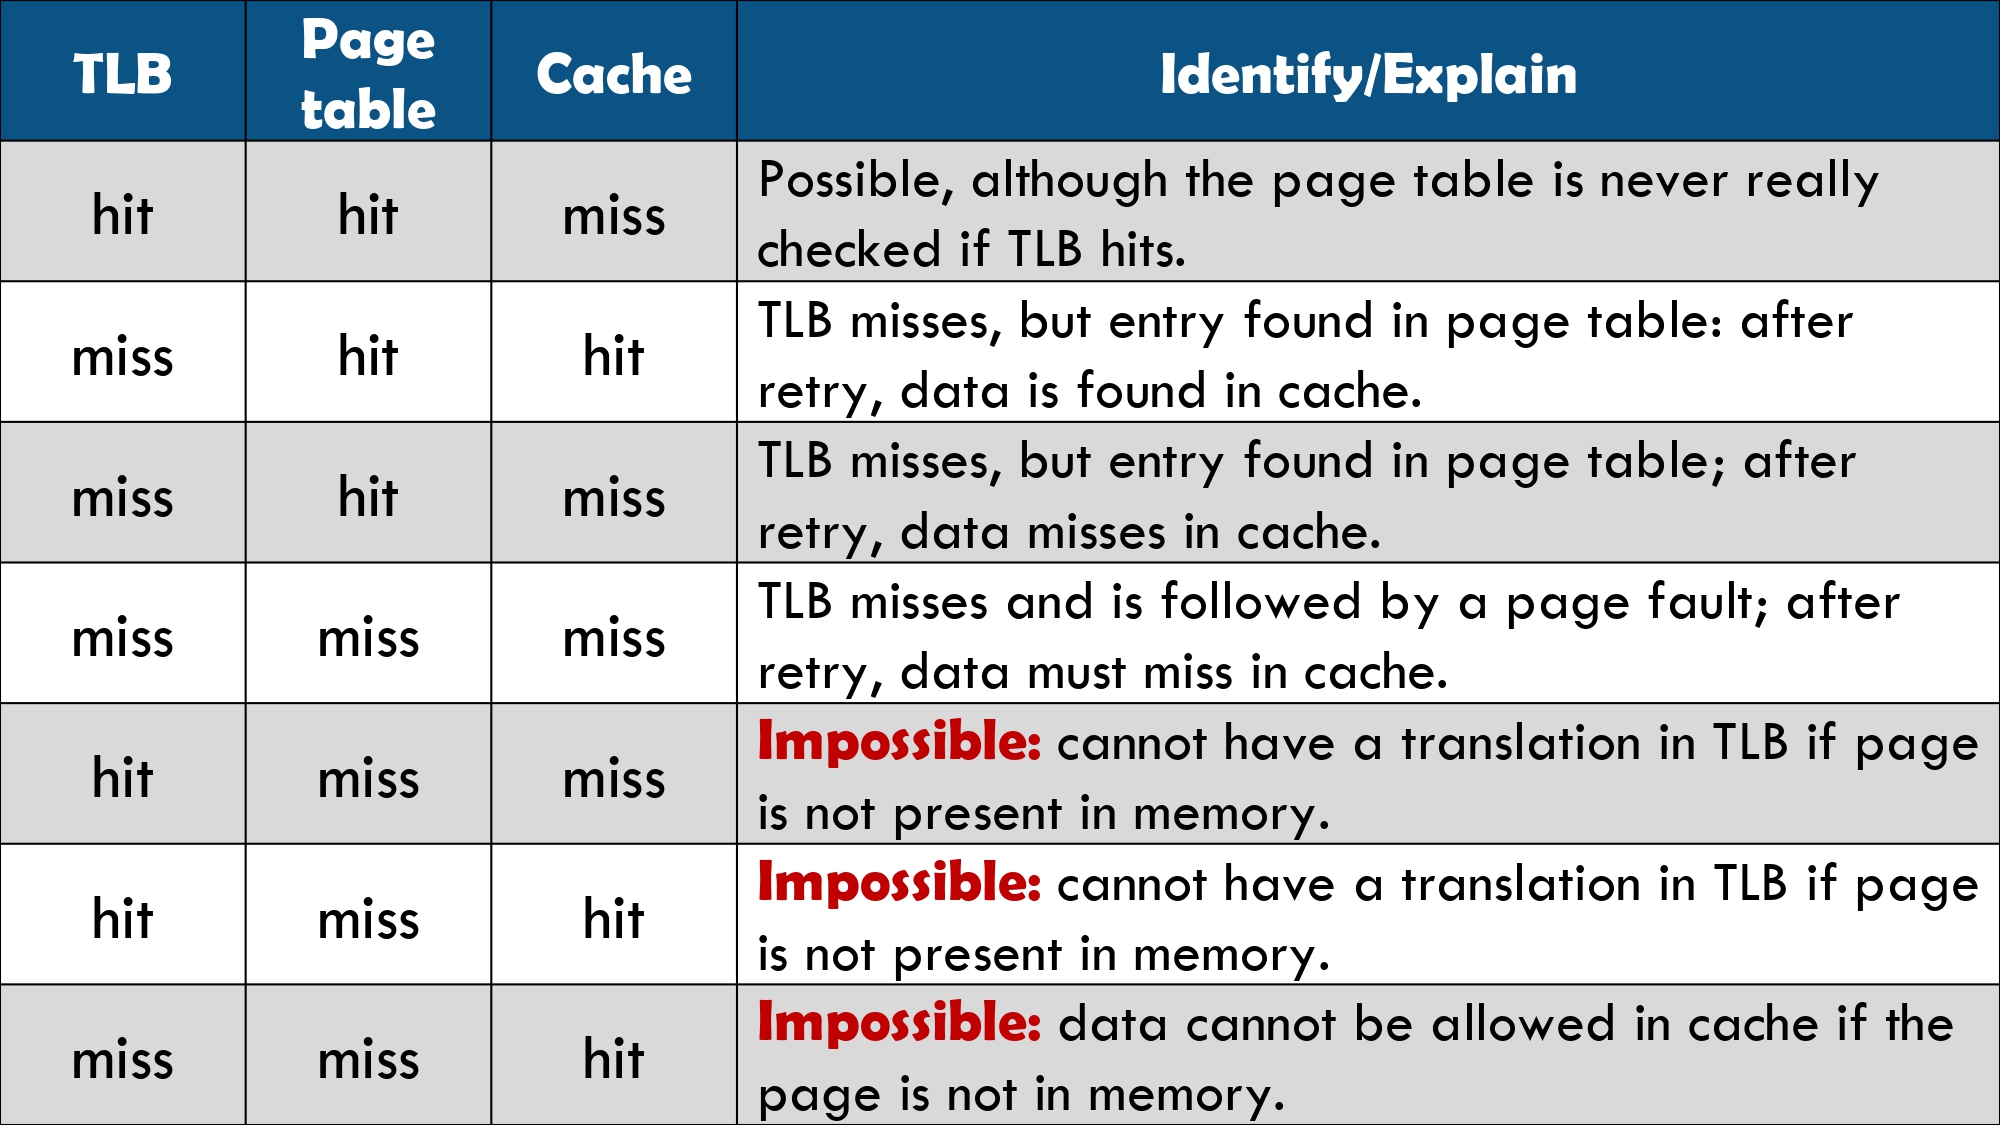 TLB
Page
table
Cache
Identify/Explain
hit
hit
miss
Possible, although the page table is never really
checked if TLB hits.
miss
hit
hit
TLB misses, but entry found in page table: after
retry, data is found in cache.
miss
hit
miss
TLB misses, but entry found in page table; after
retry, data misses in cache.
miss
miss
miss
TLB misses and is followed by a page fault; after
retry, data must miss in cache.
hit
miss
miss
Impossible: cannot have a translation in TLB if page
is not present in memory.
hit
miss
hit
Impossible: cannot have a translation in TLB if page
is not present in memory.
miss
miss
hit
Impossible: data cannot be allowed in cache if the
page is not in memory.